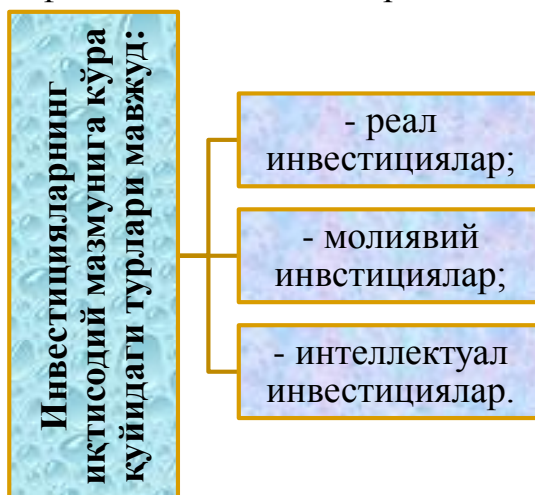 Инвестицияларнинг
иқтисодий мазмунига кўра
қуйидаги турлари мавжуд:
- реал
инвестициялар;
- молиявий
инвстициялар;
- интеллектуал
инвестициялар.